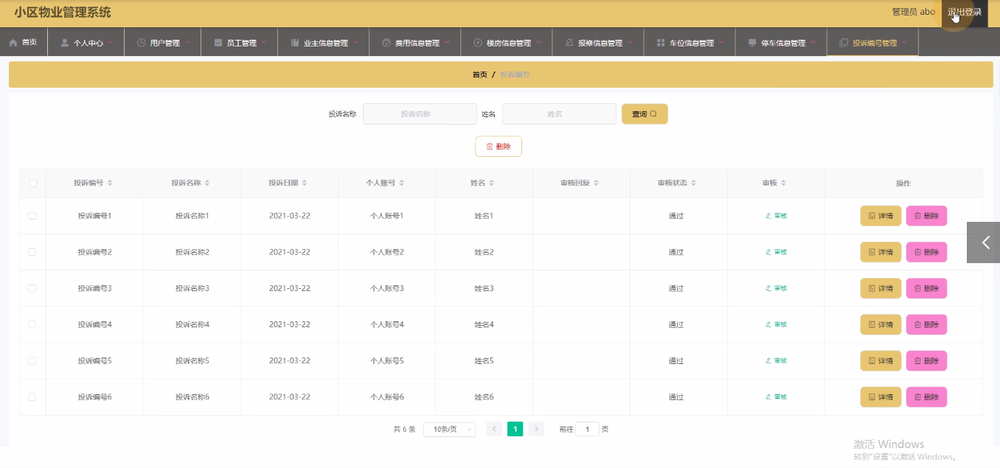 小区物业管理系统
管理员 abo
退出登录
首页 个人中心 用户管理 员工管理 业主信息管理 费用信息管理 楼房信息管理 报修信息管理 车位信息管理 停车信息管理 投诉编号管理
首页 / 投诉编号
投诉名称 投诉名称 姓名 姓名 查询
删除
投诉编号 投诉名称 投诉日期 个人账号 姓名 审核回复 审核状态 审核 操作
投诉编号1 投诉名称1 2021-03-22 个人账号1 姓名1 通过 审核 详情 删除
投诉编号2 投诉名称2 2021-03-22 个人账号2 姓名2 通过 审核 详情 删除
投诉编号3 投诉名称3 2021-03-22 个人账号3 姓名3 通过 审核 详情 删除
投诉编号4 投诉名称4 2021-03-22 个人账号4 姓名4 通过 审核 详情 删除
投诉编号5 投诉名称5 2021-03-22 个人账号5 姓名5 通过 审核 详情 删除
投诉编号6 投诉名称6 2021-03-22 个人账号6 姓名6 通过 审核 详情 删除
共 6 条 10条/页 1 前往 1 页
激活 Windows
转到"设置"以激活 Windows。